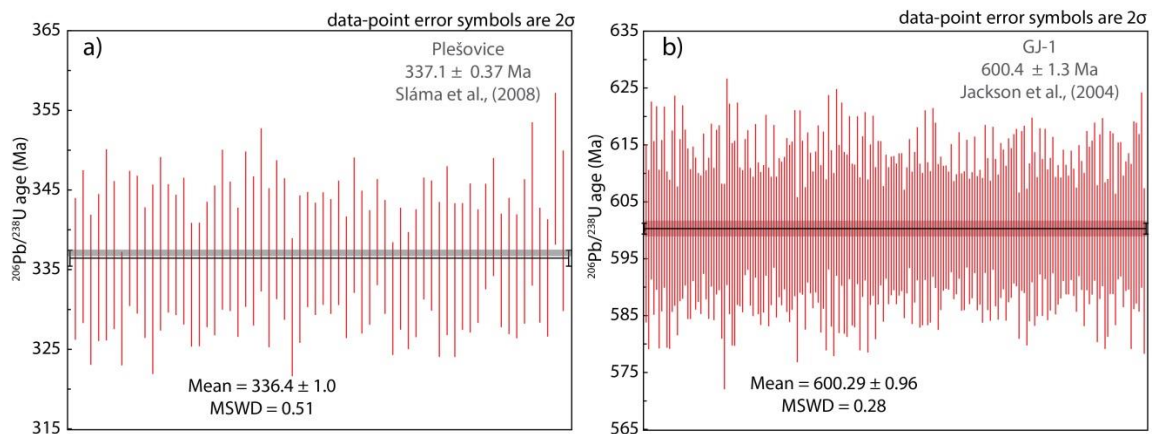 data-point error symbols are 2σ
365
355
345
335
325
315
²⁰⁶Pb/²³⁸U age (Ma)
a)
Plešovice
337.1 ± 0.37 Ma
Sláma et al., (2008)
Mean = 336.4 ± 1.0
MSWD = 0.51
data-point error symbols are 2σ
635
625
615
605
595
585
575
565
²⁰⁶Pb/²³⁸U age (Ma)
b)
GJ-1
600.4 ± 1.3 Ma
Jackson et al., (2004)
Mean = 600.29 ± 0.96
MSWD = 0.28